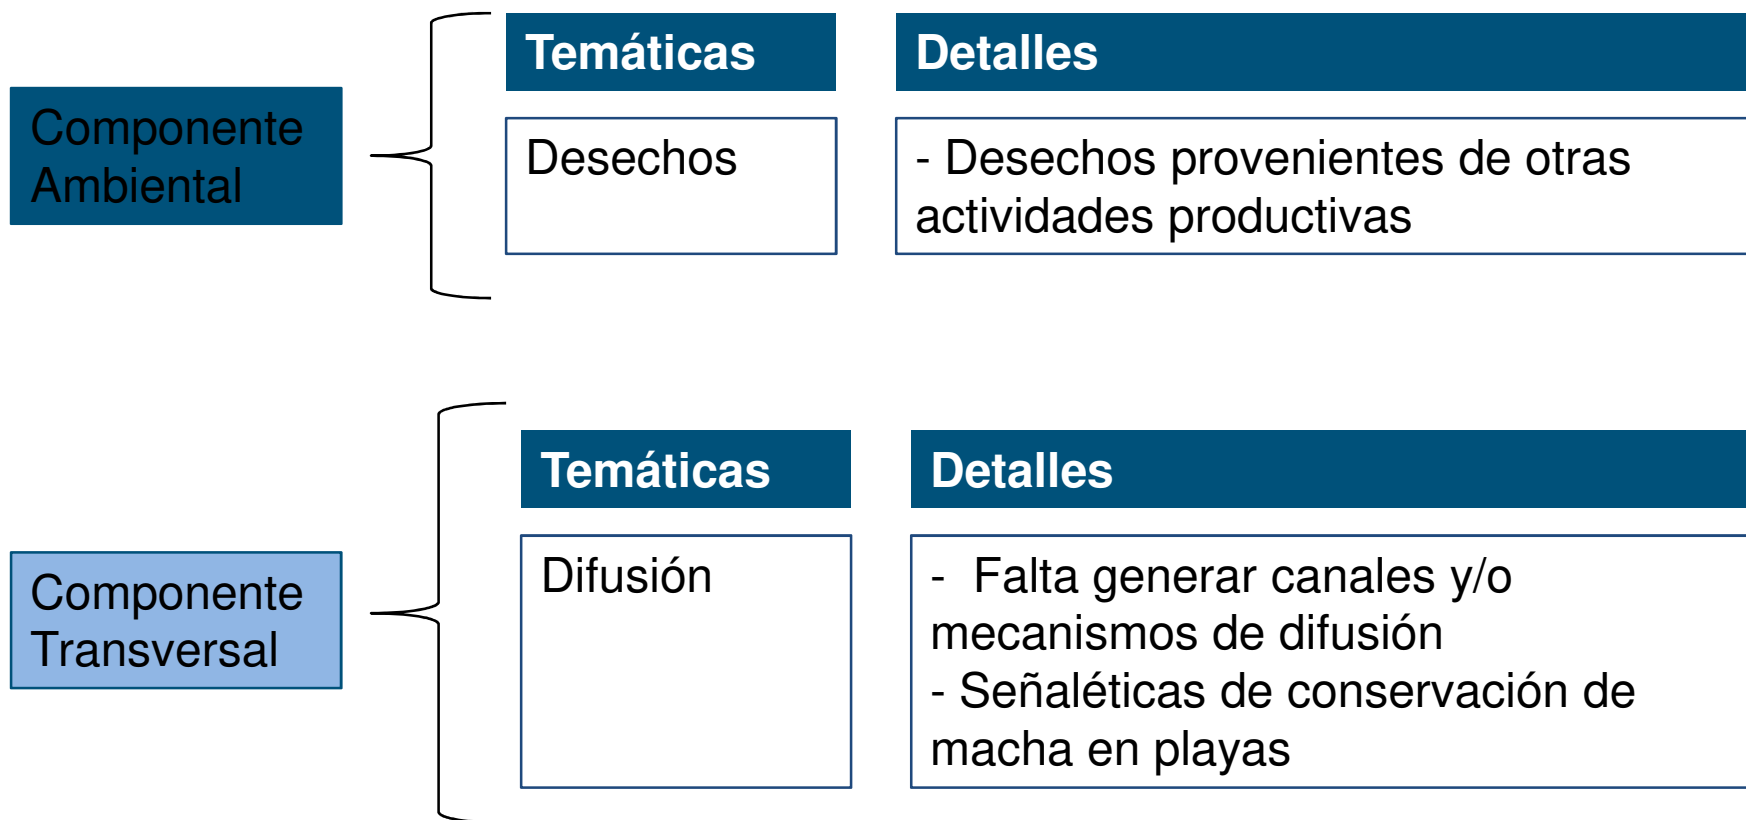 Temáticas
Detalles
Componente
Ambiental
Desechos
- Desechos provenientes de otras
actividades productivas
Temáticas
Detalles
Componente
Transversal
Difusión
-  Falta generar canales y/o
mecanismos de difusión
- Señaléticas de conservación de
macha en playas